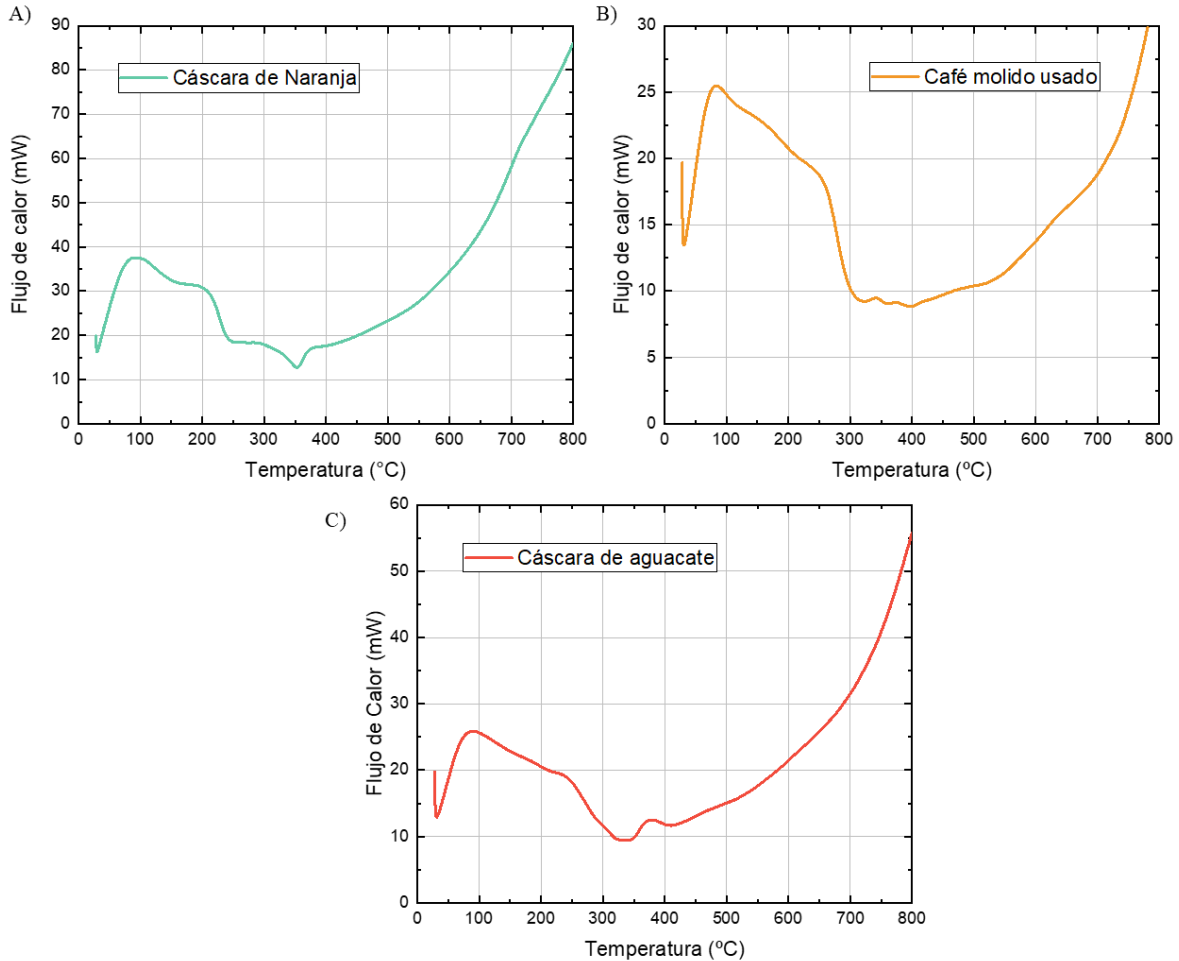 A)
Cáscara de Naranja
Flujo de calor (mW)
90
85
80
70
60
50
40
30
20
10
0
0 100 200 300 400 500 600 700 800
Temperatura (°C)
B)
Café molido usado
Flujo de calor (mW)
30
25
20
15
10
5
0
0 100 200 300 400 500 600 700 800
Temperatura (ºC)
C)
Cáscara de aguacate
Flujo de Calor (mW)
60
50
40
30
20
10
0
0 100 200 300 400 500 600 700 800
Temperatura (ºC)